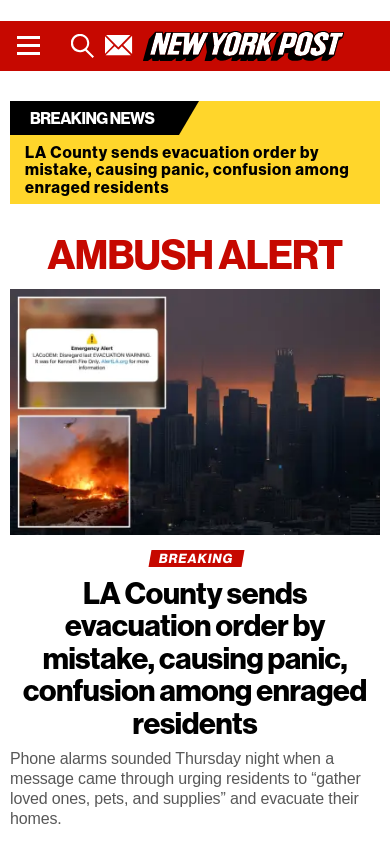 NEW YORK POST
BREAKING NEWS
LA County sends evacuation order by
mistake, causing panic, confusion among
enraged residents
AMBUSH ALERT
Emergency Alert
LACoOEM: Disregard last EVACUATION WARNING.
It was for Kenneth Fire Only. AlertLA.org for more
information
BREAKING
LA County sends
evacuation order by
mistake, causing panic,
confusion among enraged
residents
Phone alarms sounded Thursday night when a
message came through urging residents to “gather
loved ones, pets, and supplies” and evacuate their
homes.